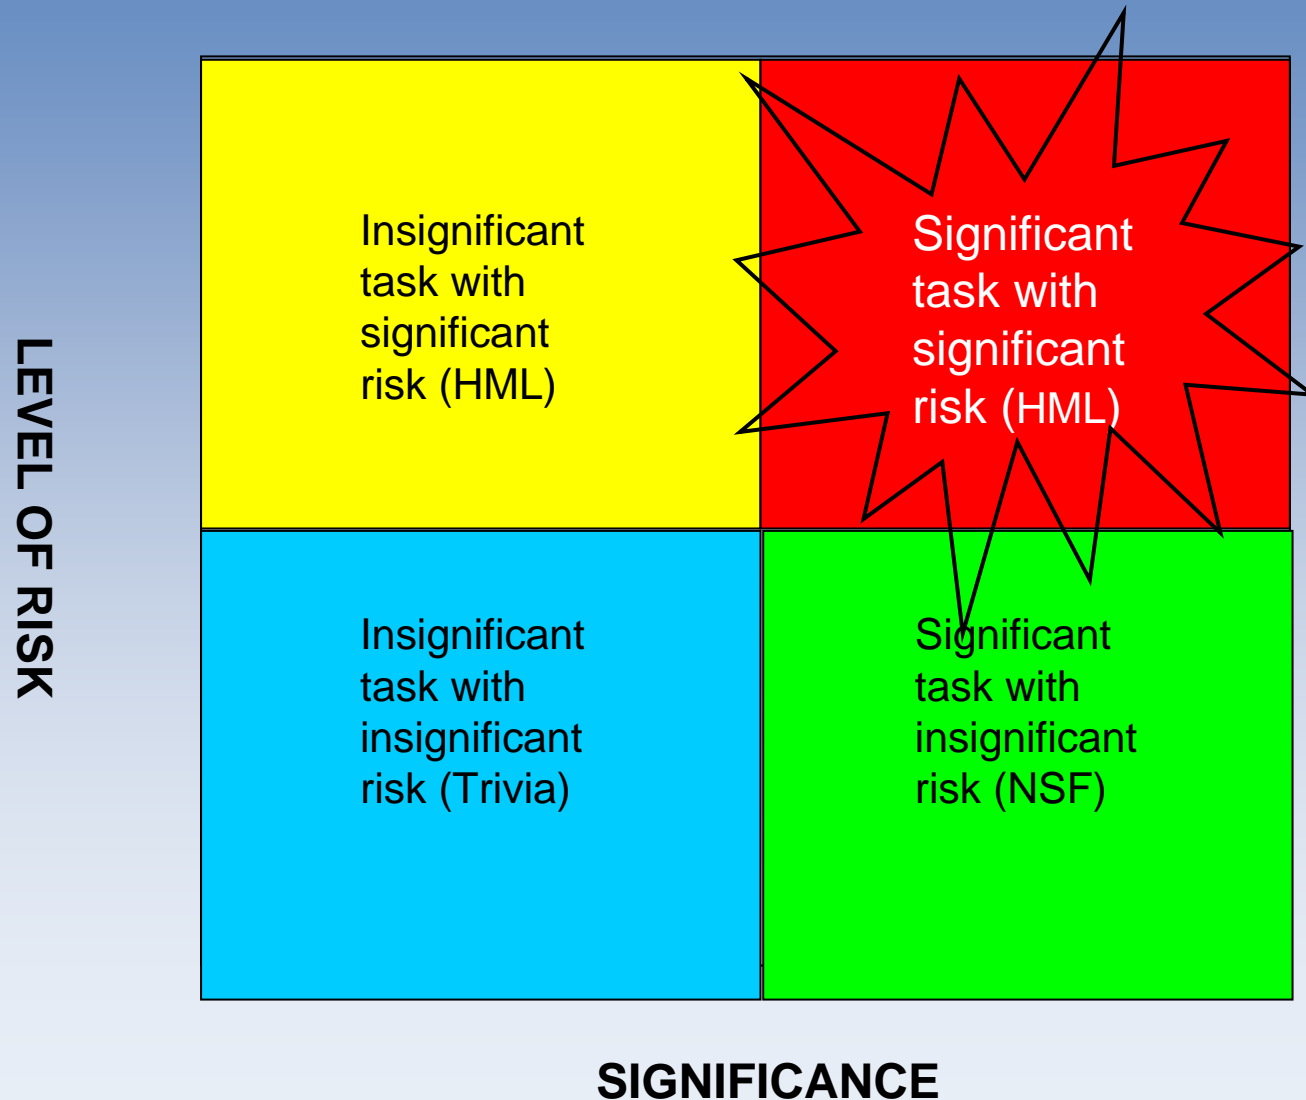 Insignificant
task with
significant
risk (HML)
Significant
task with
significant
risk (HML)
LEVEL OF RISK
Insignificant
task with
insignificant
risk (Trivia)
Significant
task with
insignificant
risk (NSF)
SIGNIFICANCE